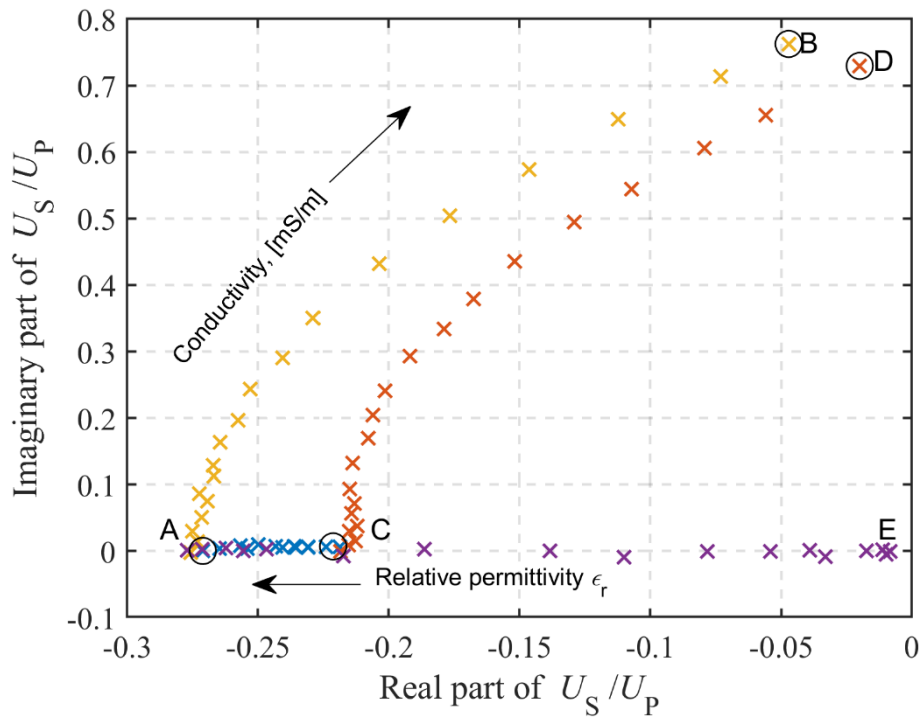 0.8
0.7
0.6
0.5
0.4
0.3
0.2
0.1
0
-0.1
Imaginary part of U_S/U_P
B
D
Conductivity, [mS/m]
A
C
E
Relative permittivity ϵ_r
-0.3
-0.25
-0.2
-0.15
-0.1
-0.05
0
Real part of U_S/U_P